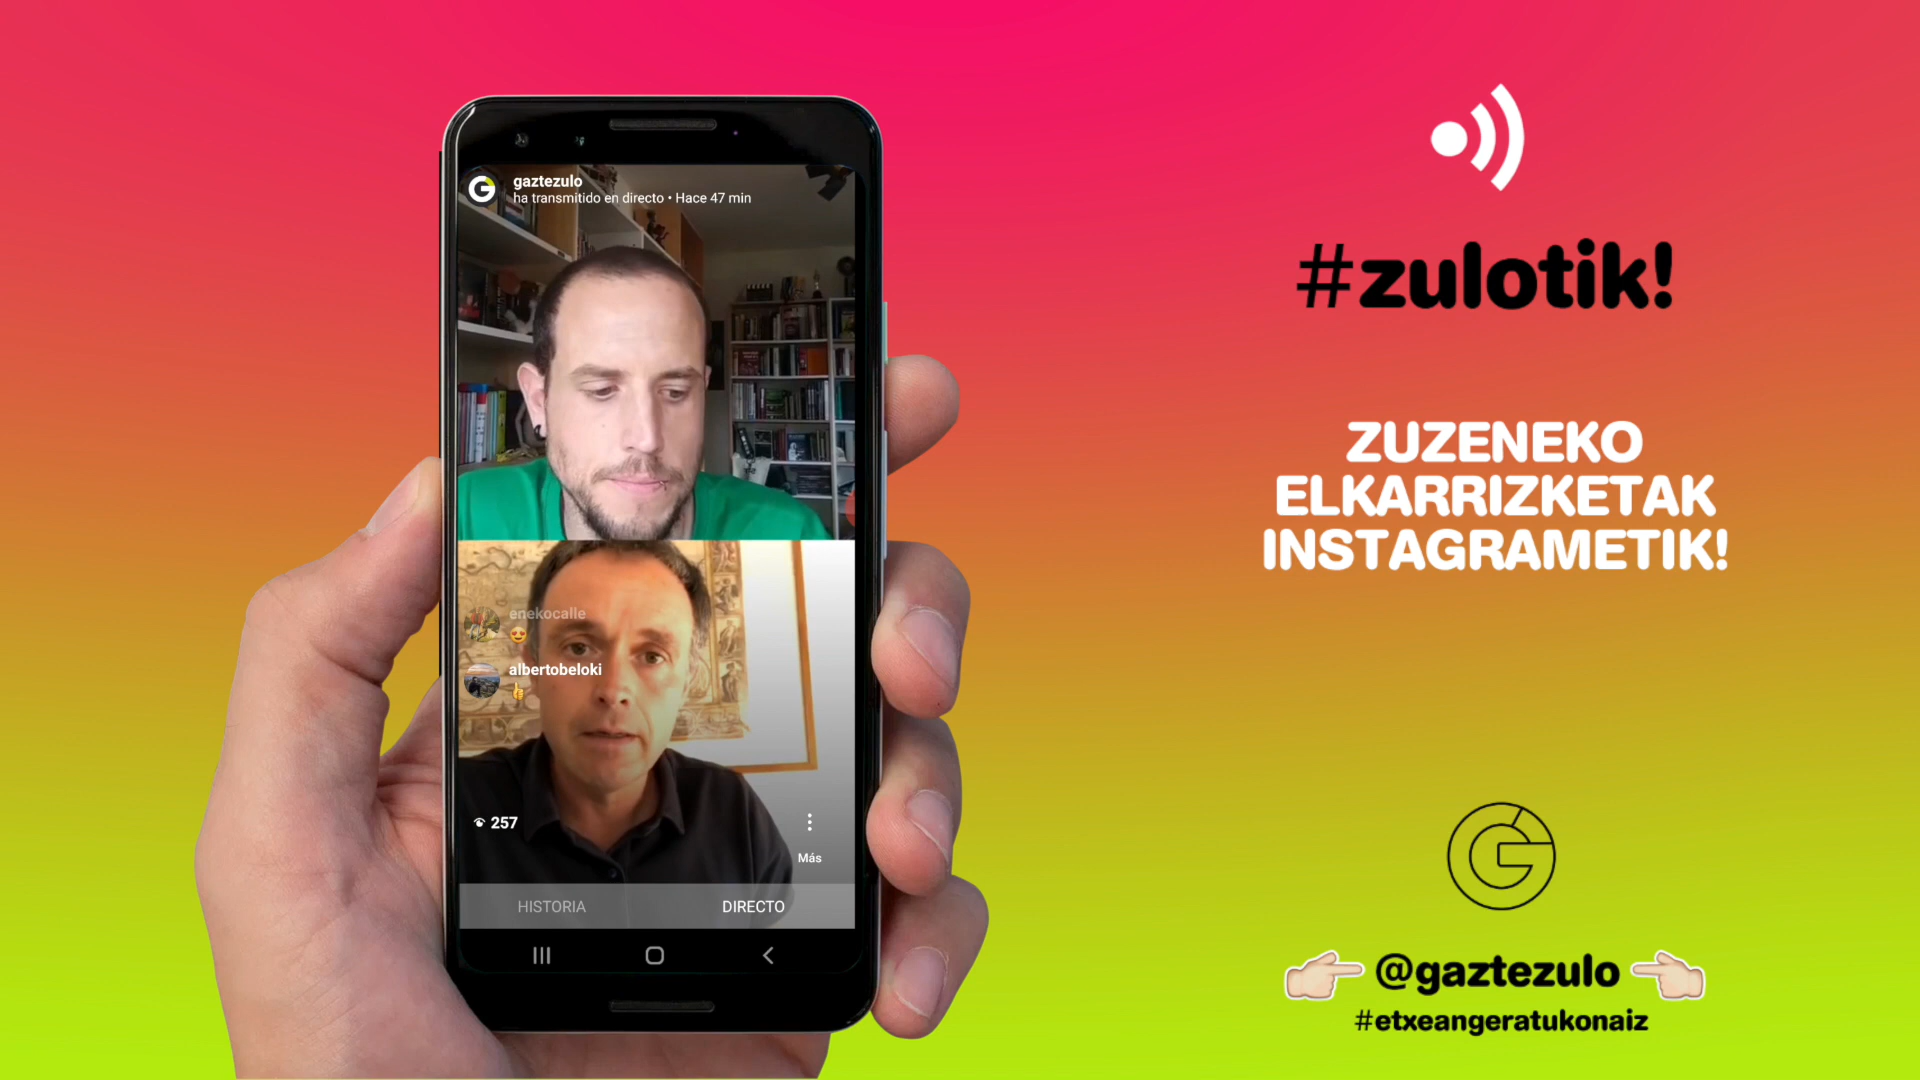 gaztezulo
ha transmitido en directo • Hace 47 min
enekocalle
albertobeloki
257
Más
HISTORIA
DIRECTO
#zulotik!
ZUZENEKO
ELKARRIZKETAK
INSTAGRAMETIK!
@gaztezulo
#etxeangeratukonaiz